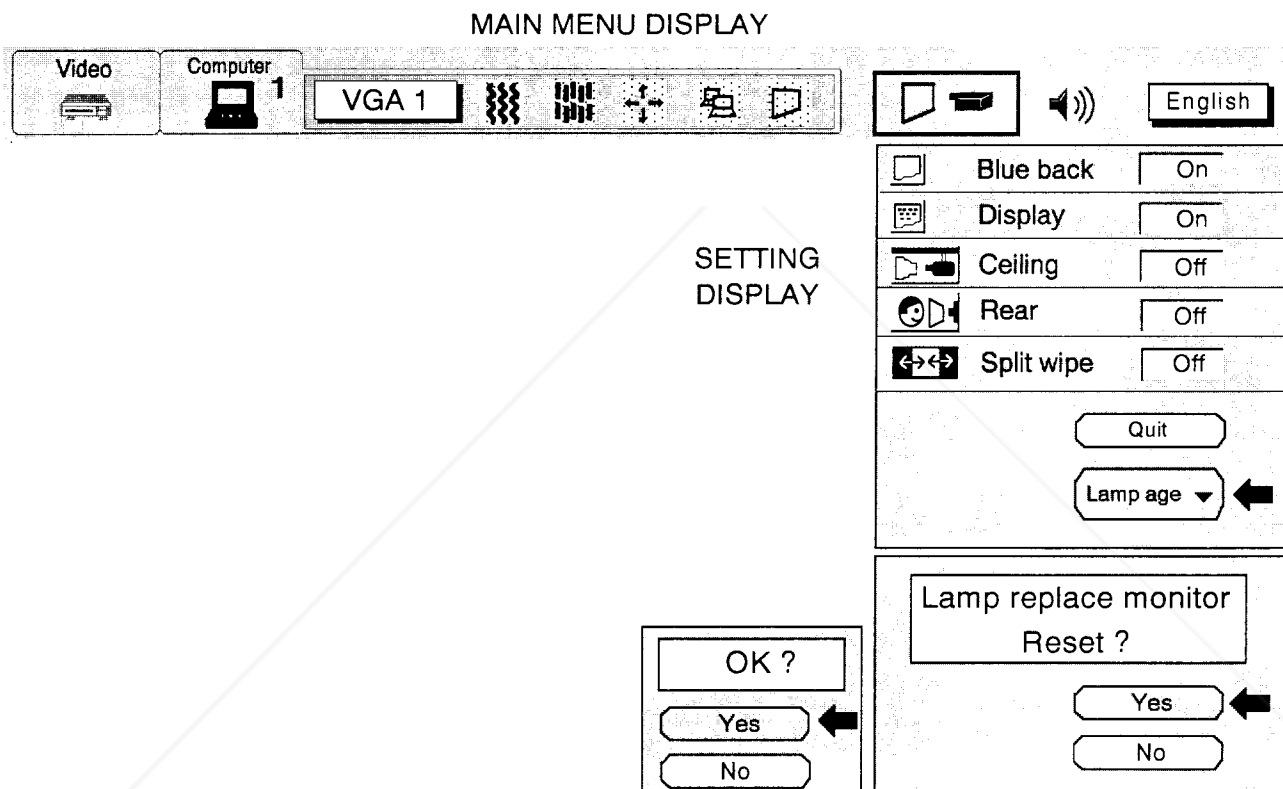 MAIN MENU DISPLAY
Video
Computer
1
VGA 1
English
Blue back On
Display On
SETTING
DISPLAY
Ceiling Off
Rear Off
Split wipe Off
Quit
Lamp age
Lamp replace monitor
Reset ?
Yes
No
OK ?
Yes
No